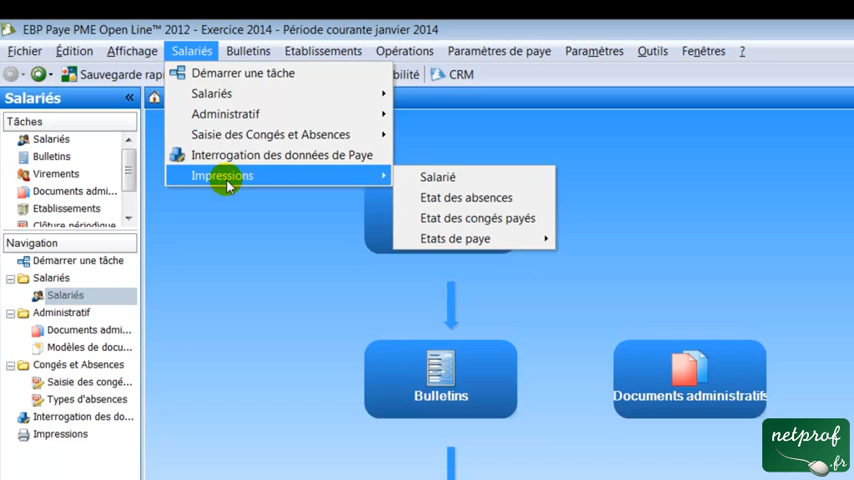 EBP Paye PME Open Line™ 2012 - Exercice 2014 - Période courante janvier 2014
Fichier Édition Affichage Salariés Bulletins Etablissements Opérations Paramètres de paye Paramètres Outils Fenêtres ?
Sauvegarde rap
bilité CRM
Démarrer une tâche
Salariés
Administratif
Saisie des Congés et Absences
Interrogation des données de Paye
Impressions
Salarié
Etat des absences
Etat des congés payés
Etats de paye
Salariés
Tâches
Salariés
Bulletins
Virements
Documents admi...
Etablissements
Clôture périodique
Navigation
Démarrer une tâche
Salariés
Salariés
Administratif
Documents admi...
Modèles de docu...
Congés et Absences
Saisie des congé...
Types d'absences
Interrogation des do...
Impressions
Bulletins
Documents administratifs
netprof
.fr